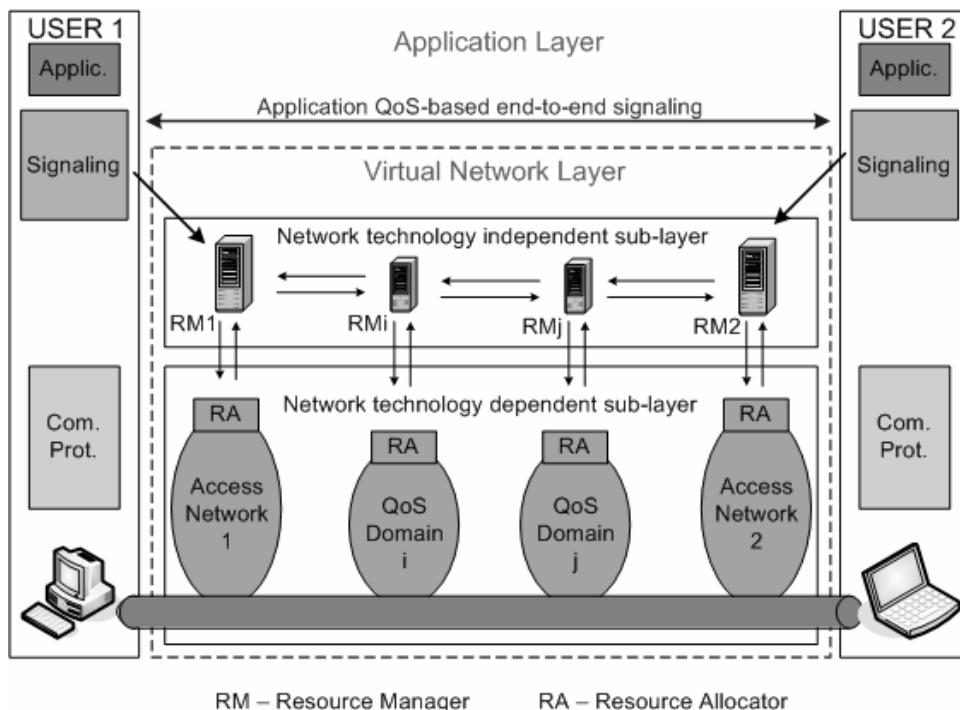 USER 1
USER 2
Applic.
Application Layer
Applic.
Application QoS-based end-to-end signaling
Signaling
Virtual Network Layer
Signaling
Network technology independent sub-layer
RM1
RMi
RMj
RM2
Network technology dependent sub-layer
RA
RA
RA
RA
Com.
Prot.
Com.
Prot.
Access
Network
1
QoS
Domain
i
QoS
Domain
j
Access
Network
2
RM – Resource Manager
RA – Resource Allocator